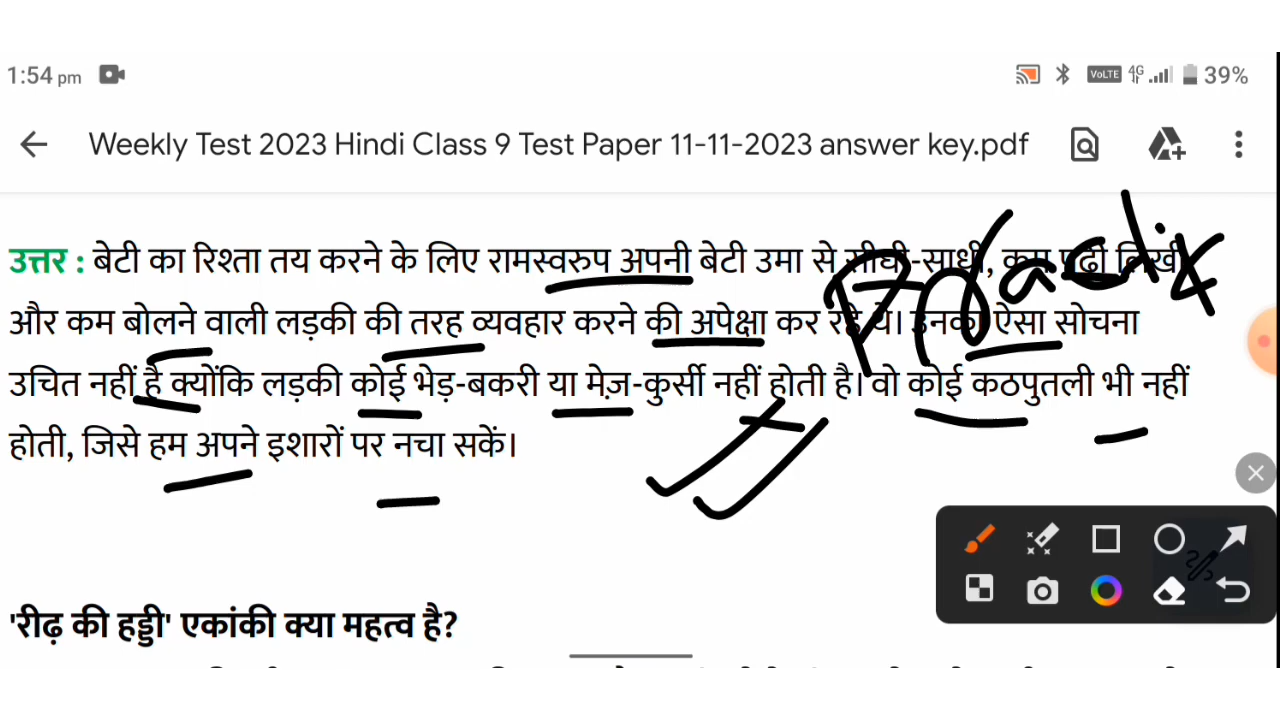 1:54 pm VoLTE 4G 39%
Weekly Test 2023 Hindi Class 9 Test Paper 11-11-2023 answer key.pdf
उत्तर : बेटी का रिश्ता तय करने के लिए रामस्वरुप अपनी बेटी उमा से सीधी-साधी, कम पढ़ी लिखी
और कम बोलने वाली लड़की की तरह व्यवहार करने की अपेक्षा कर रहे थे। उनका ऐसा सोचना
उचित नहीं है क्योंकि लड़की कोई भेड़-बकरी या मेज़-कुर्सी नहीं होती है। वो कोई कठपुतली भी नहीं
होती, जिसे हम अपने इशारों पर नचा सकें।
'रीढ़ की हड्डी' एकांकी क्या महत्व है?